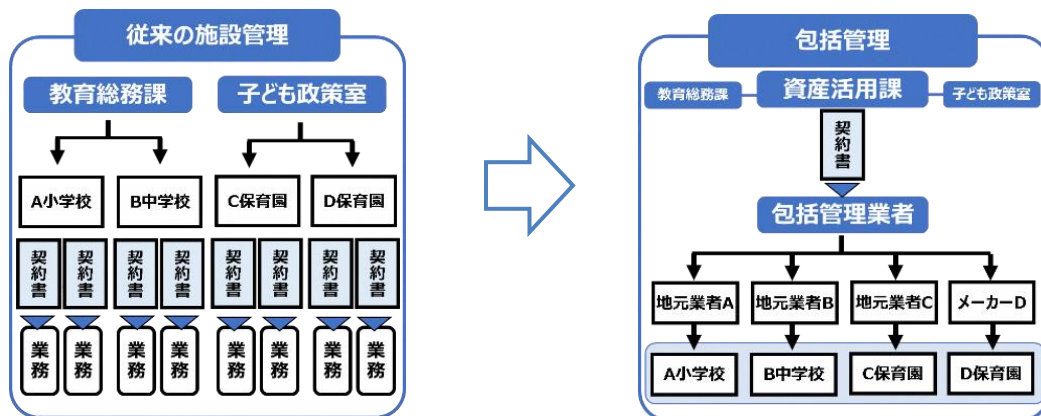 従来の施設管理
教育総務課
子ども政策室
A小学校
B中学校
C保育園
D保育園
契約書
契約書
契約書
契約書
契約書
契約書
契約書
契約書
業務
業務
業務
業務
業務
業務
業務
業務
包括管理
教育総務課
資産活用課
子ども政策室
契約書
包括管理業者
地元業者A
地元業者B
地元業者C
メーカーD
A小学校
B中学校
C保育園
D保育園